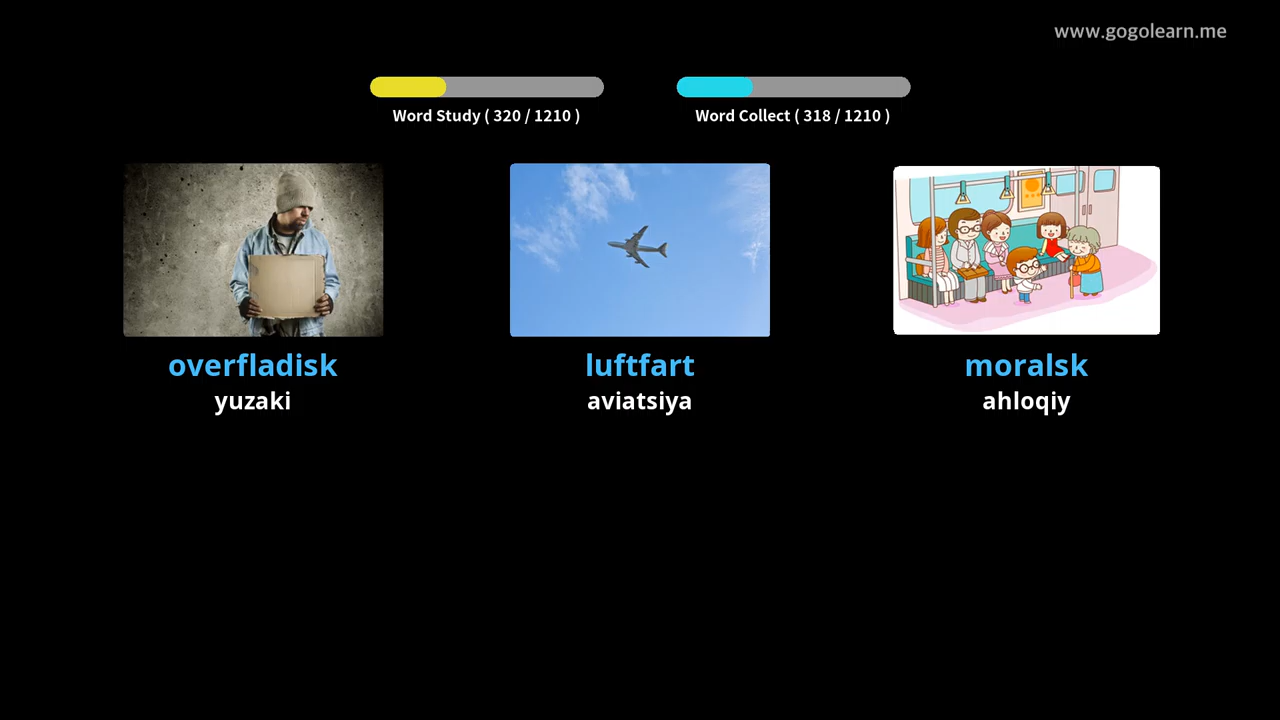 www.gogolearn.me
Word Study ( 320 / 1210 )
Word Collect ( 318 / 1210 )
overfladisk
luftfart
moralsk
yuzaki
aviatsiya
ahloqiy